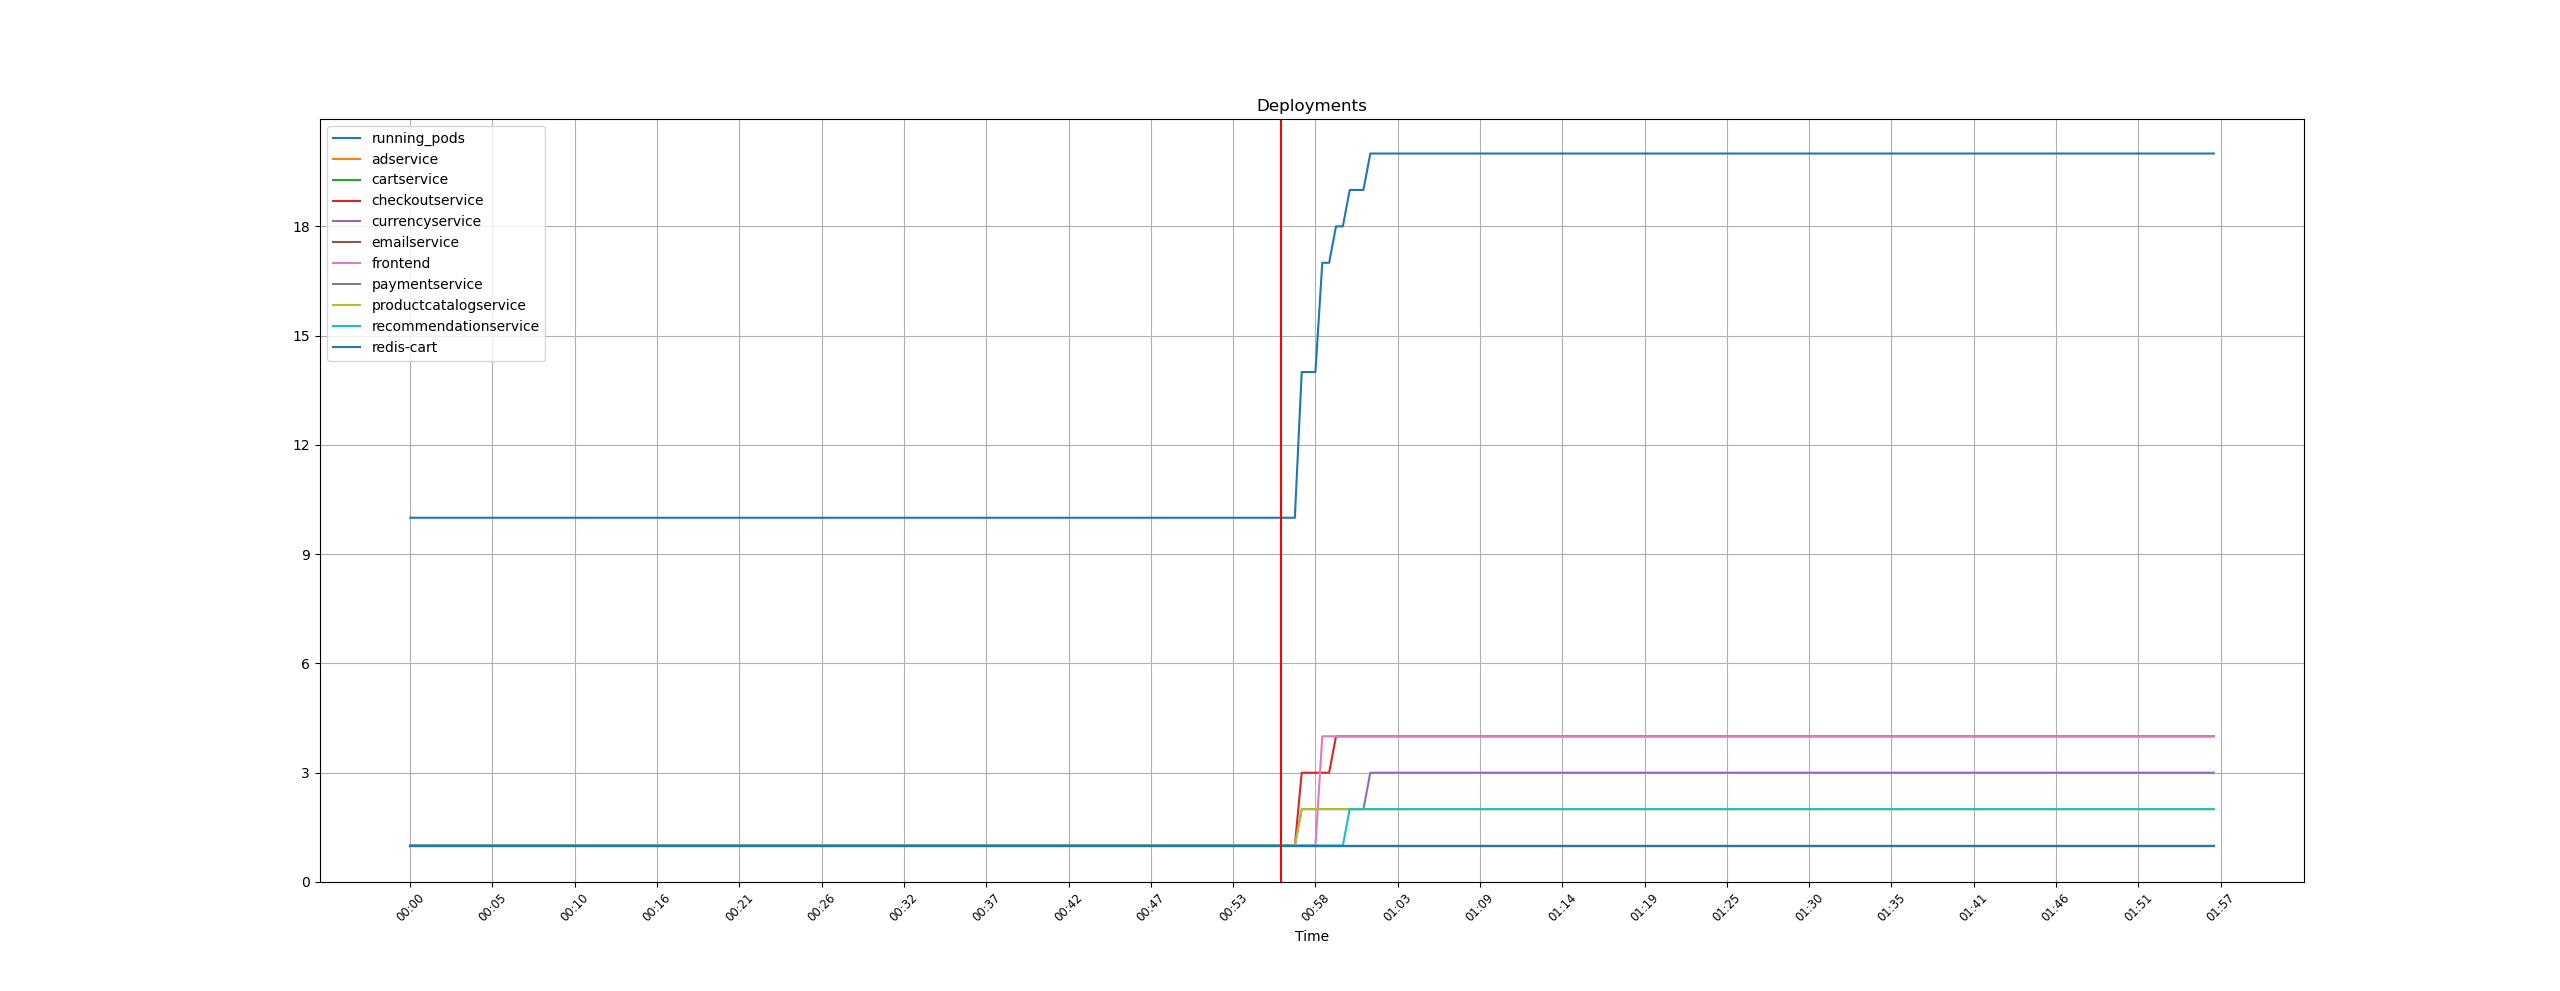 Deployments
running_pods
adservice
cartservice
checkoutservice
currencyservice
emailservice
frontend
paymentservice
productcatalogservice
recommendationservice
redis-cart
18
15
12
9
6
3
0
00:00 00:05 00:10 00:16 00:21 00:26 00:32 00:37 00:42 00:47 00:53 00:58 01:03 01:09 01:14 01:19 01:25 01:30 01:35 01:41 01:46 01:51 01:57
Time